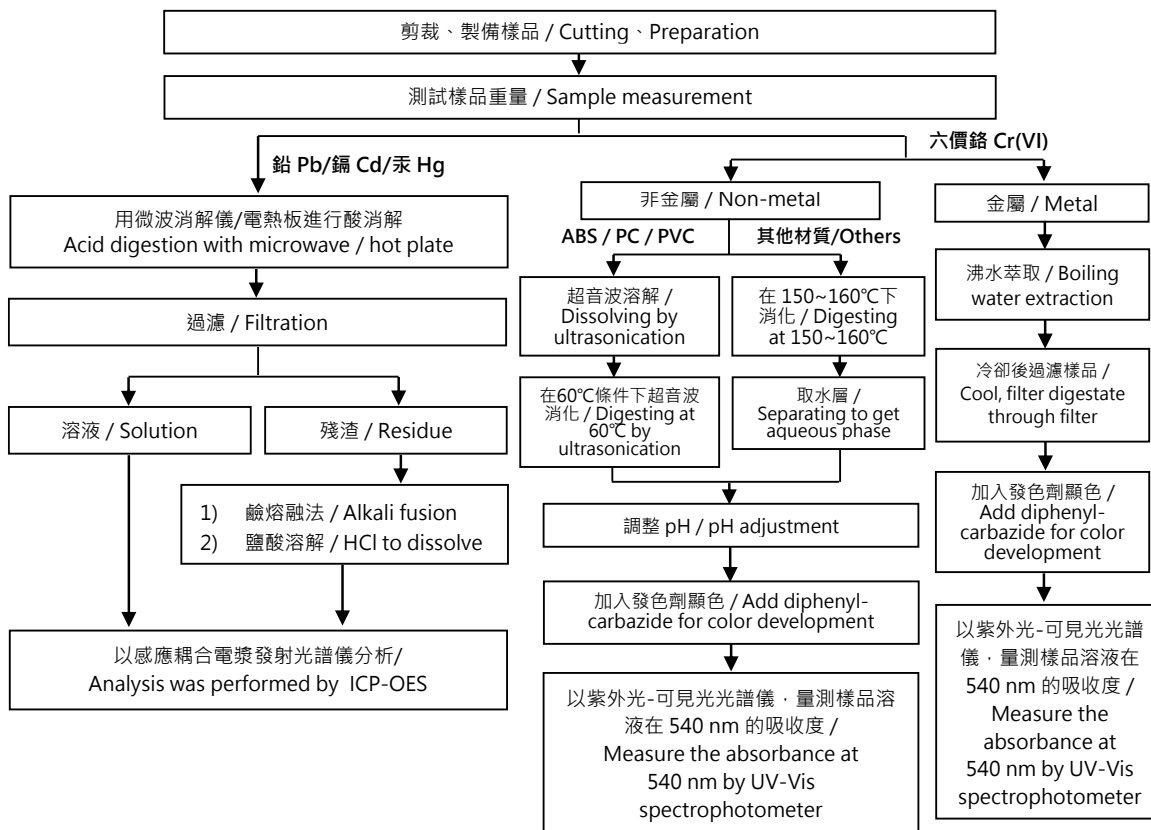 剪裁、製備樣品 / Cutting、Preparation
測試樣品重量 / Sample measurement
鉛 Pb/鎘 Cd/汞 Hg
六價鉻 Cr(VI)
用微波消解儀/電熱板進行酸消解
Acid digestion with microwave / hot plate
過濾 / Filtration
溶液 / Solution
殘渣 / Residue
1) 鹼熔融法 / Alkali fusion
2) 鹽酸溶解 / HCl to dissolve
以感應耦合電漿發射光譜儀分析/
Analysis was performed by ICP-OES
非金屬 / Non-metal
ABS / PC / PVC
其他材質/Others
超音波溶解 /
Dissolving by
ultrasonication
在60℃條件下超音波
消化 / Digesting at
60℃ by
ultrasonication
在 150~160℃下
消化 / Digesting
at 150~160℃
取水層 /
Separating to get
aqueous phase
調整 pH / pH adjustment
加入發色劑顯色 / Add diphenyl-
carbazide for color development
以紫外光-可見光光譜儀，量測樣品溶
液在 540 nm 的吸收度 /
Measure the absorbance at
540 nm by UV-Vis
spectrophotometer
金屬 / Metal
沸水萃取 / Boiling
water extraction
冷卻後過濾樣品 /
Cool, filter digestate
through filter
加入發色劑顯色 /
Add diphenyl-
carbazide for color
development
以紫外光-可見光光譜
儀，量測樣品溶液在
540 nm 的吸收度 /
Measure the
absorbance at
540 nm by UV-Vis
spectrophotometer